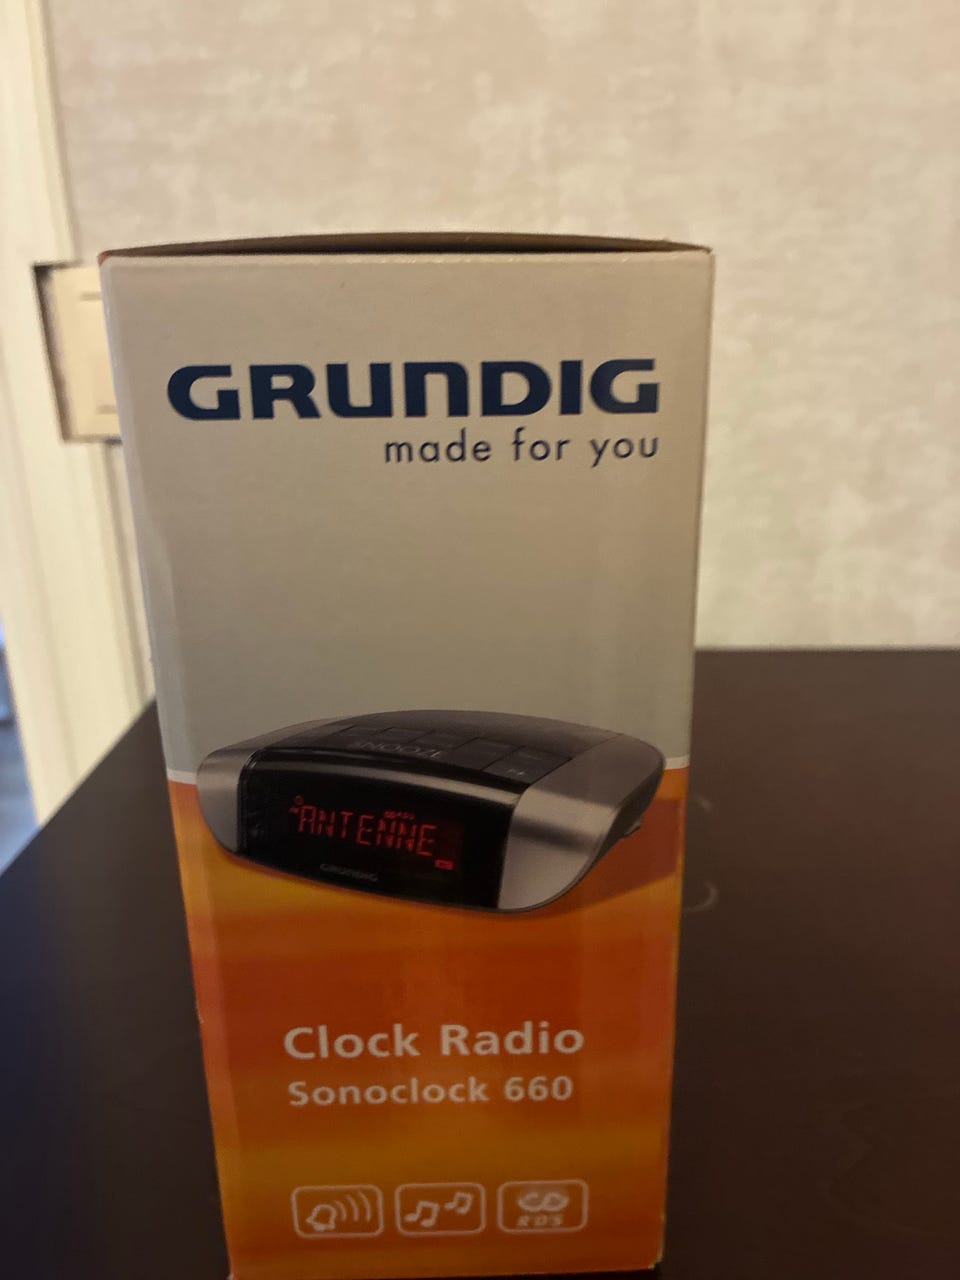 GRUNDIG
made for you
SNOOZE
ANTENNE
GRUNDIG
Clock Radio
Sonoclock 660
RDS